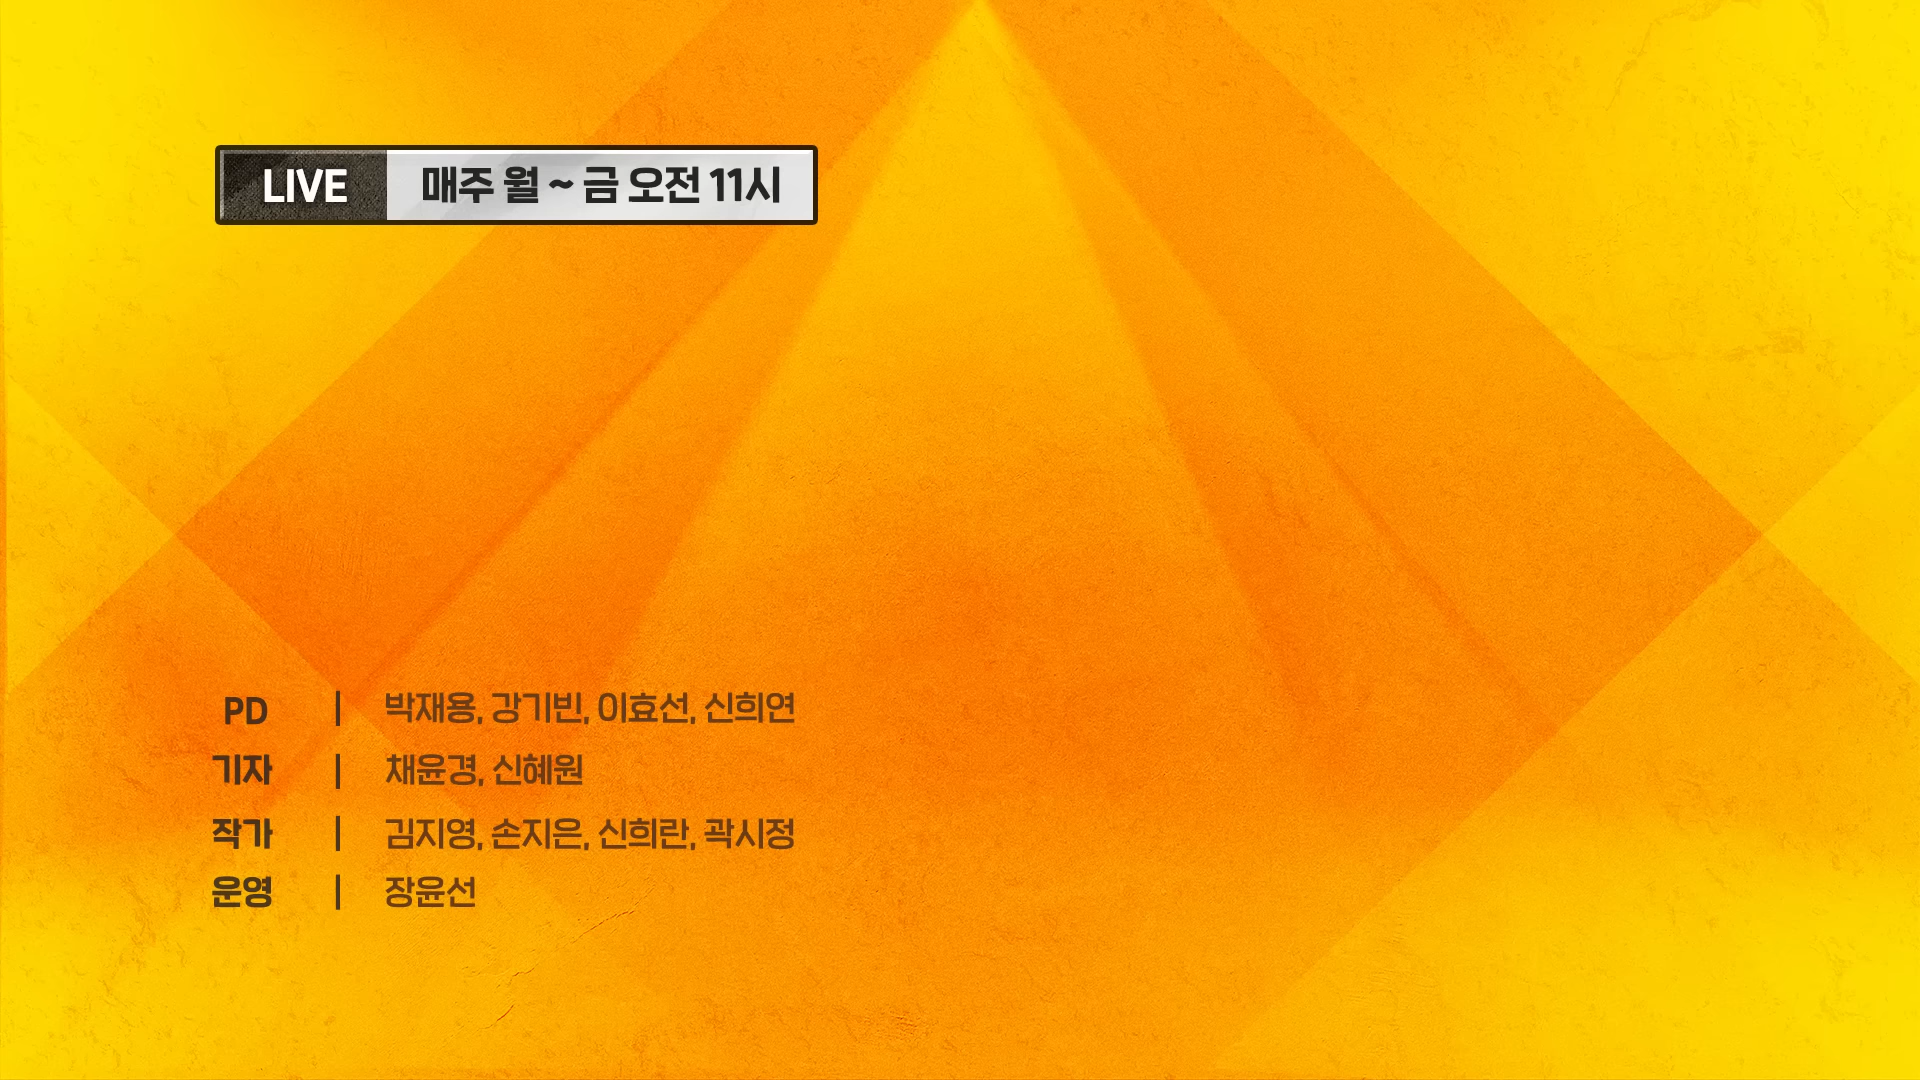 LIVE 매주 월 ~ 금 오전 11시
PD | 박재용, 강기빈, 이효선, 신희연
기자 | 채윤경, 신혜원
작가 | 김지영, 손지은, 신희란, 곽시정
운영 | 장윤선